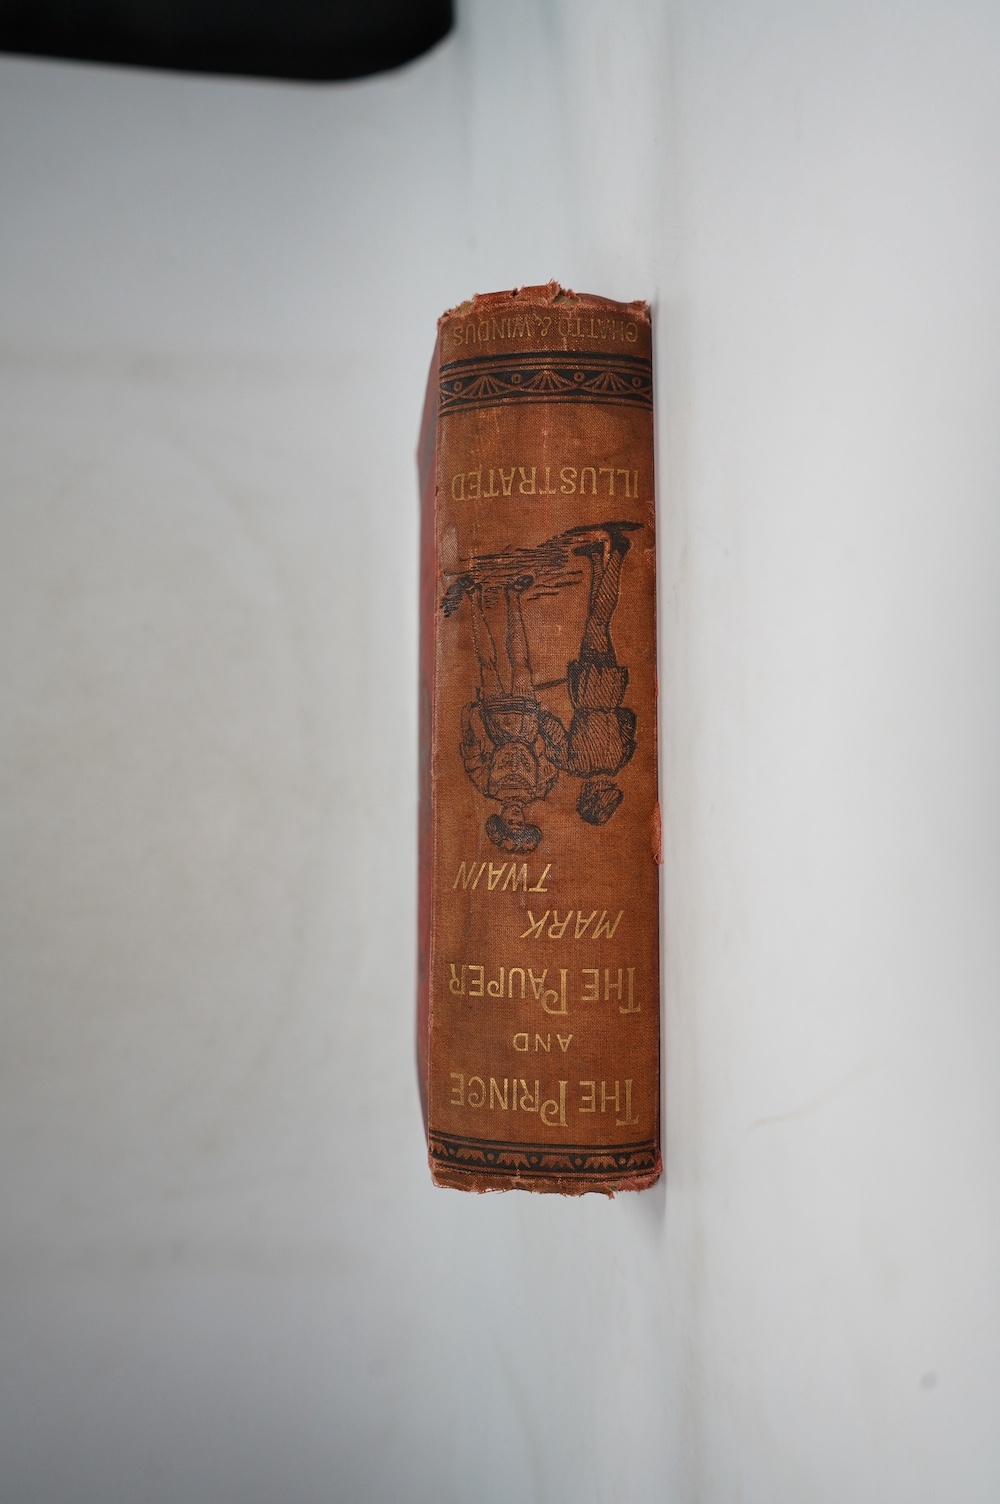 THE PRINCE
AND
THE PAUPER
MARK
TWAIN
ILLUSTRATED
CHATTO & WINDUS